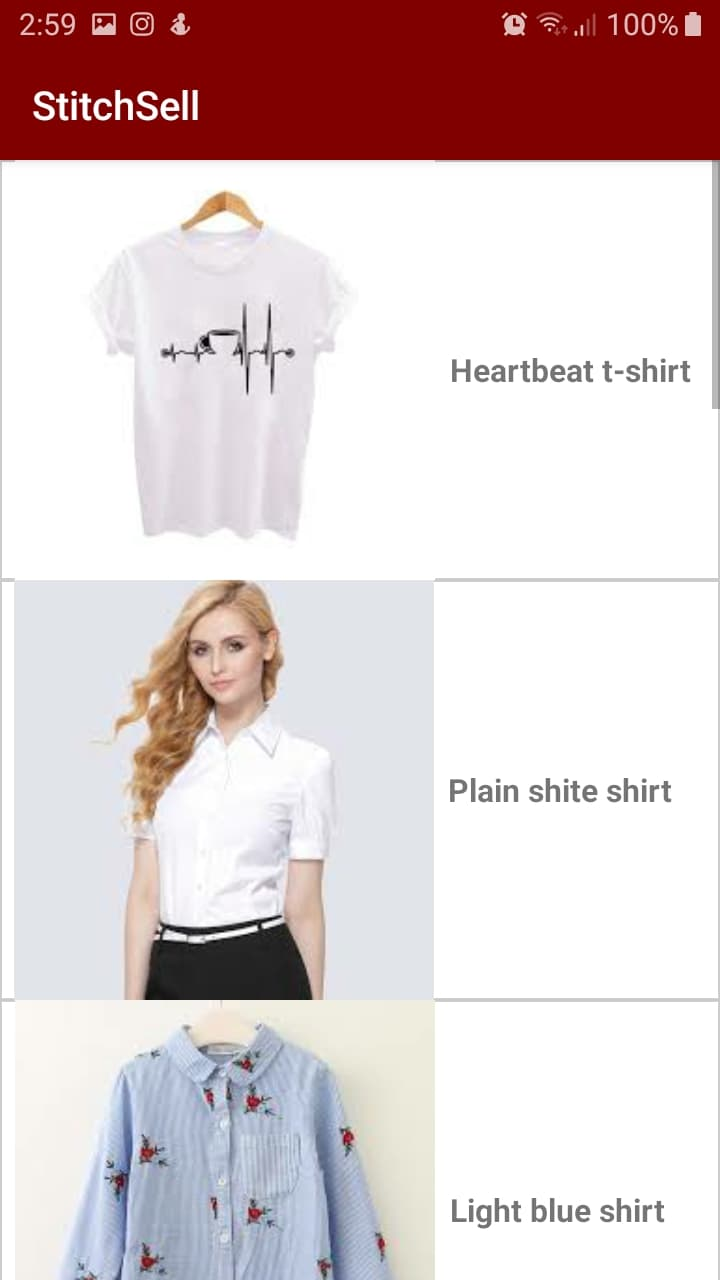 2:59
100%
StitchSell
Heartbeat t-shirt
Plain shite shirt
Light blue shirt